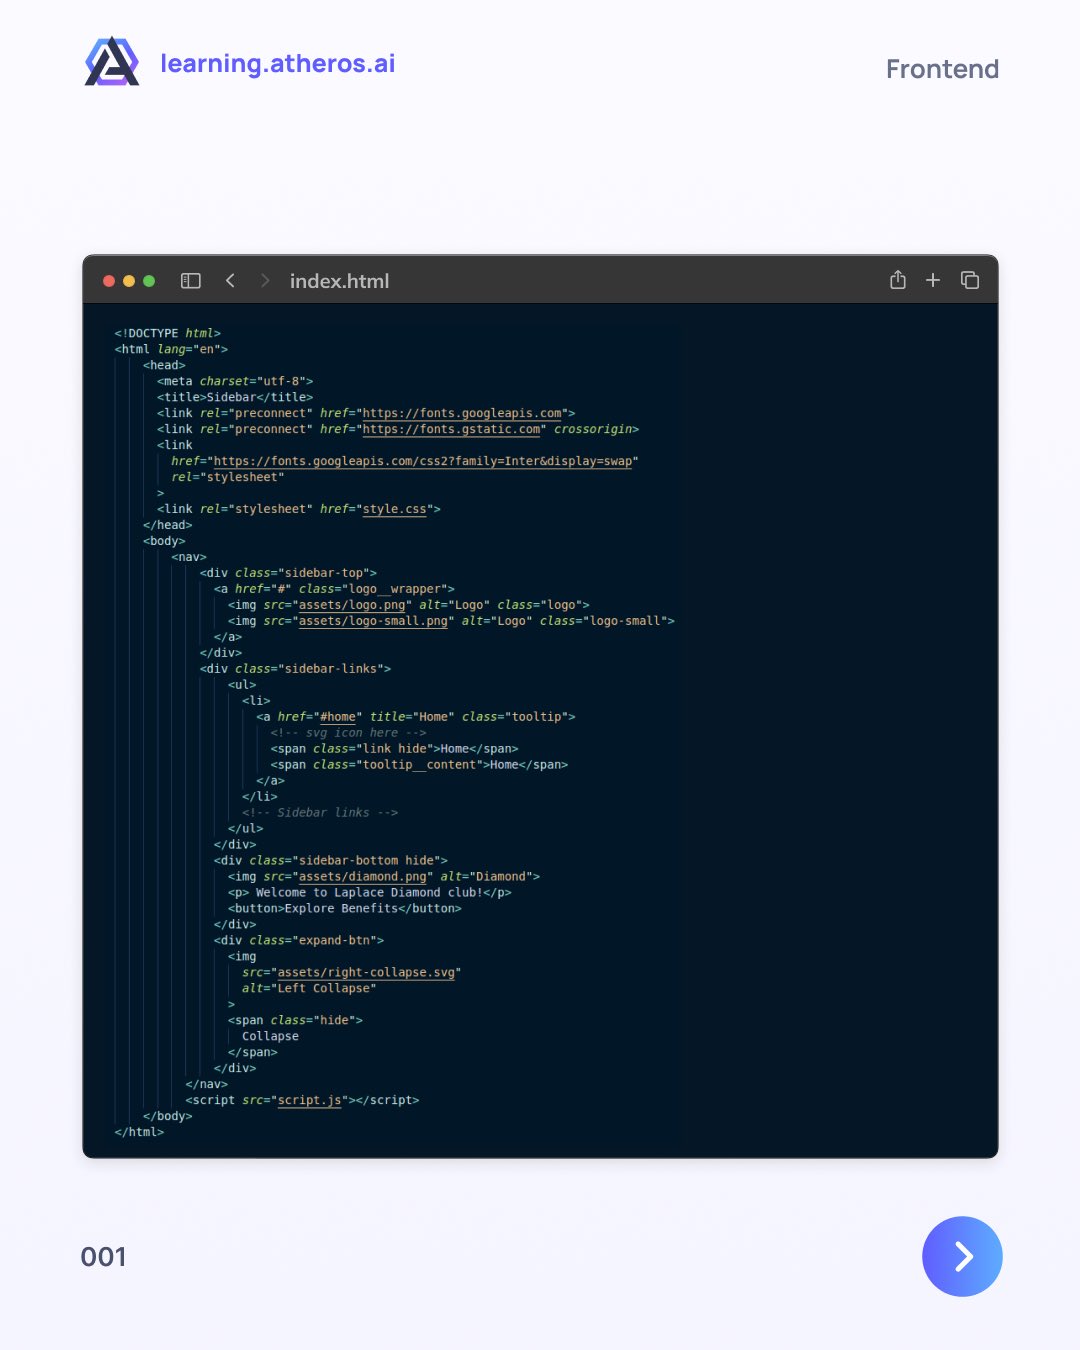 learning.atheros.ai
Frontend
index.html
<!DOCTYPE html>
<html lang="en">
<head>
<meta charset="utf-8">
<title>Sidebar</title>
<link rel="preconnect" href="https://fonts.googleapis.com">
<link rel="preconnect" href="https://fonts.gstatic.com" crossorigin>
<link
href="https://fonts.googleapis.com/css2?family=Inter&display=swap"
rel="stylesheet"
>
<link rel="stylesheet" href="style.css">
</head>
<body>
<nav>
<div class="sidebar-top">
<a href="#" class="logo__wrapper">
<img src="assets/logo.png" alt="Logo" class="logo">
<img src="assets/logo-small.png" alt="Logo" class="logo-small">
</a>
</div>
<div class="sidebar-links">
<ul>
<li>
<a href="#home" title="Home" class="tooltip">
<!-- svg icon here -->
<span class="link hide">Home</span>
<span class="tooltip__content">Home</span>
</a>
</li>
<!-- Sidebar links -->
</ul>
</div>
<div class="sidebar-bottom hide">
<img src="assets/diamond.png" alt="Diamond">
<p> Welcome to Laplace Diamond club!</p>
<button>Explore Benefits</button>
</div>
<div class="expand-btn">
<img
src="assets/right-collapse.svg"
alt="Left Collapse"
>
<span class="hide">
Collapse
</span>
</div>
</nav>
<script src="script.js"></script>
</body>
</html>
001